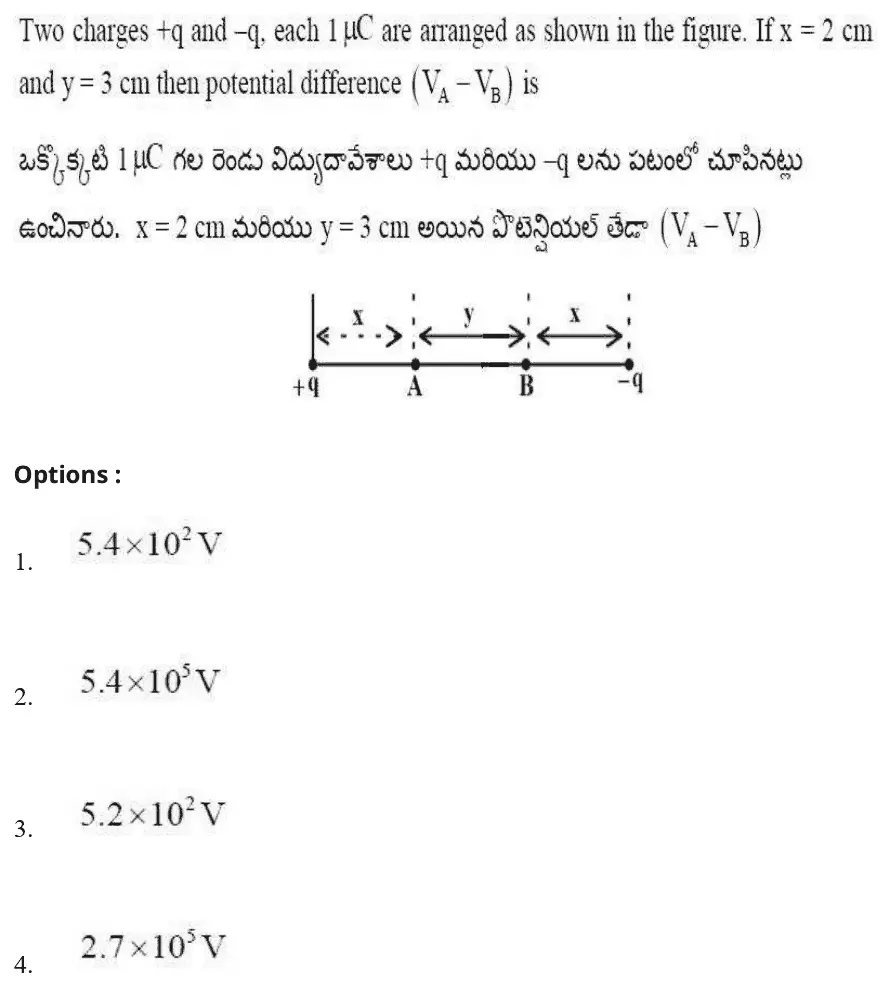 Two charges +q and –q, each 1 μC are arranged as shown in the figure. If x = 2 cm
and y = 3 cm then potential difference (V_A – V_B) is
ఒక్కొక్కటి 1 μC గల రెండు విద్యుదావేశాలు +q మరియు –q లను పటంలో చూపినట్లు
ఉంచినారు. x = 2 cm మరియు y = 3 cm అయిన పొటెన్షియల్ తేడా (V_A – V_B)
x y x
+q A B –q
Options :
1. 5.4×10² V
2. 5.4×10⁵ V
3. 5.2×10² V
4. 2.7×10⁵ V